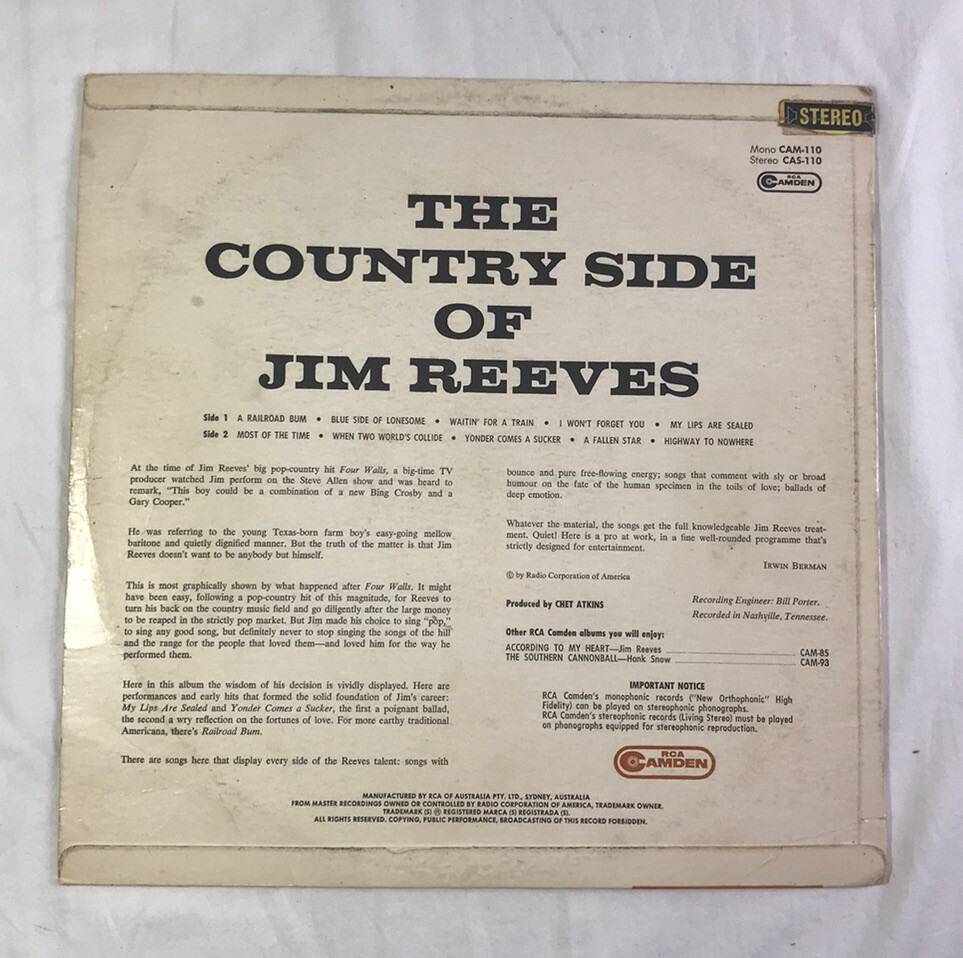 STEREO
Mono CAM-110
Stereo CAS-110
RCA
CAMDEN
THE
COUNTRY SIDE
OF
JIM REEVES
Side 1 A RAILROAD BUM • BLUE SIDE OF LONESOME • WAITIN' FOR A TRAIN • I WON'T FORGET YOU • MY LIPS ARE SEALED
Side 2 MOST OF THE TIME • WHEN TWO WORLD'S COLLIDE • YONDER COMES A SUCKER • A FALLEN STAR • HIGHWAY TO NOWHERE
At the time of Jim Reeves' big pop-country hit Four Walls, a big-time TV
producer watched Jim perform on the Steve Allen show and was heard to
remark, "This boy could be a combination of a new Bing Crosby and a
Gary Cooper."
He was referring to the young Texas-born farm boy's easy-going mellow
baritone and quietly dignified manner. But the truth of the matter is that Jim
Reeves doesn't want to be anybody but himself.
This is most graphically shown by what happened after Four Walls. It might
have been easy, following a pop-country hit of this magnitude, for Reeves to
turn his back on the country music field and go diligently after the large money
to be reaped in the strictly pop market. But Jim made his choice to sing "pop,"
to sing any good song, but definitely never to stop singing the songs of the hill
and the range for the people that loved them—and loved him for the way he
performed them.
Here in this album the wisdom of his decision is vividly displayed. Here are
performances and early hits that formed the solid foundation of Jim's career:
My Lips Are Sealed and Yonder Comes a Sucker, the first a poignant ballad,
the second a wry reflection on the fortunes of love. For more earthy traditional
Americana, there's Railroad Bum.
There are songs here that display every side of the Reeves talent: songs with
bounce and pure free-flowing energy; songs that comment with sly or broad
humour on the fate of the human specimen in the toils of love; ballads of
deep emotion.
Whatever the material, the songs get the full knowledgeable Jim Reeves treat-
ment. Quiet! Here is a pro at work, in a fine well-rounded programme that's
strictly designed for entertainment.
IRWIN BERMAN
© by Radio Corporation of America
Produced by CHET ATKINS
Recording Engineer: Bill Porter.
Recorded in Nashville, Tennessee.
Other RCA Camden albums you will enjoy:
ACCORDING TO MY HEART—Jim Reeves CAM-85
THE SOUTHERN CANNONBALL—Hank Snow CAM-93
IMPORTANT NOTICE
RCA Camden's monophonic records ("New Orthophonic" High
Fidelity) can be played on stereophonic phonographs.
RCA Camden's stereophonic records (Living Stereo) must be played
on phonographs equipped for stereophonic reproduction.
RCA
CAMDEN
MANUFACTURED BY RCA OF AUSTRALIA PTY. LTD., SYDNEY, AUSTRALIA
FROM MASTER RECORDINGS OWNED OR CONTROLLED BY RADIO CORPORATION OF AMERICA, TRADEMARK OWNER.
TRADEMARK (S) ® REGISTERED MARCA (S) REGISTRADA (S).
ALL RIGHTS RESERVED. COPYING, PUBLIC PERFORMANCE, BROADCASTING OF THIS RECORD FORBIDDEN.